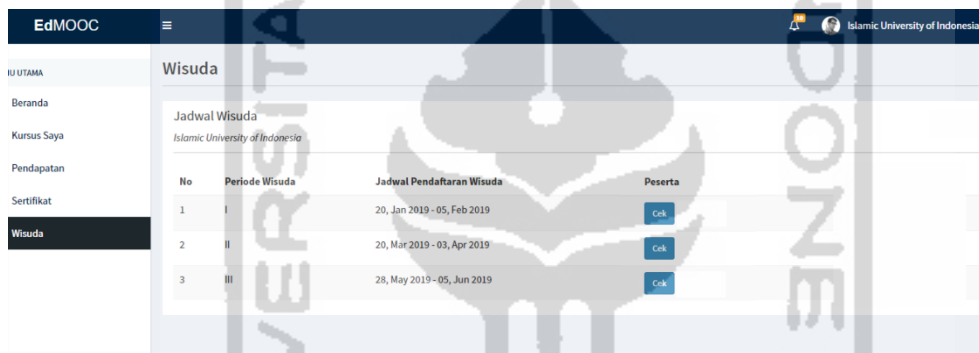 EdMOOC
28
Islamic University of Indonesia
U UTAMA
Wisuda
Beranda
Kursus Saya
Pendapatan
Sertifikat
Wisuda
Jadwal Wisuda
Islamic University of Indonesia
No Periode Wisuda Jadwal Pendaftaran Wisuda Peserta
1 I 20, Jan 2019 - 05, Feb 2019 Cek
2 II 20, Mar 2019 - 03, Apr 2019 Cek
3 III 28, May 2019 - 05, Jun 2019 Cek